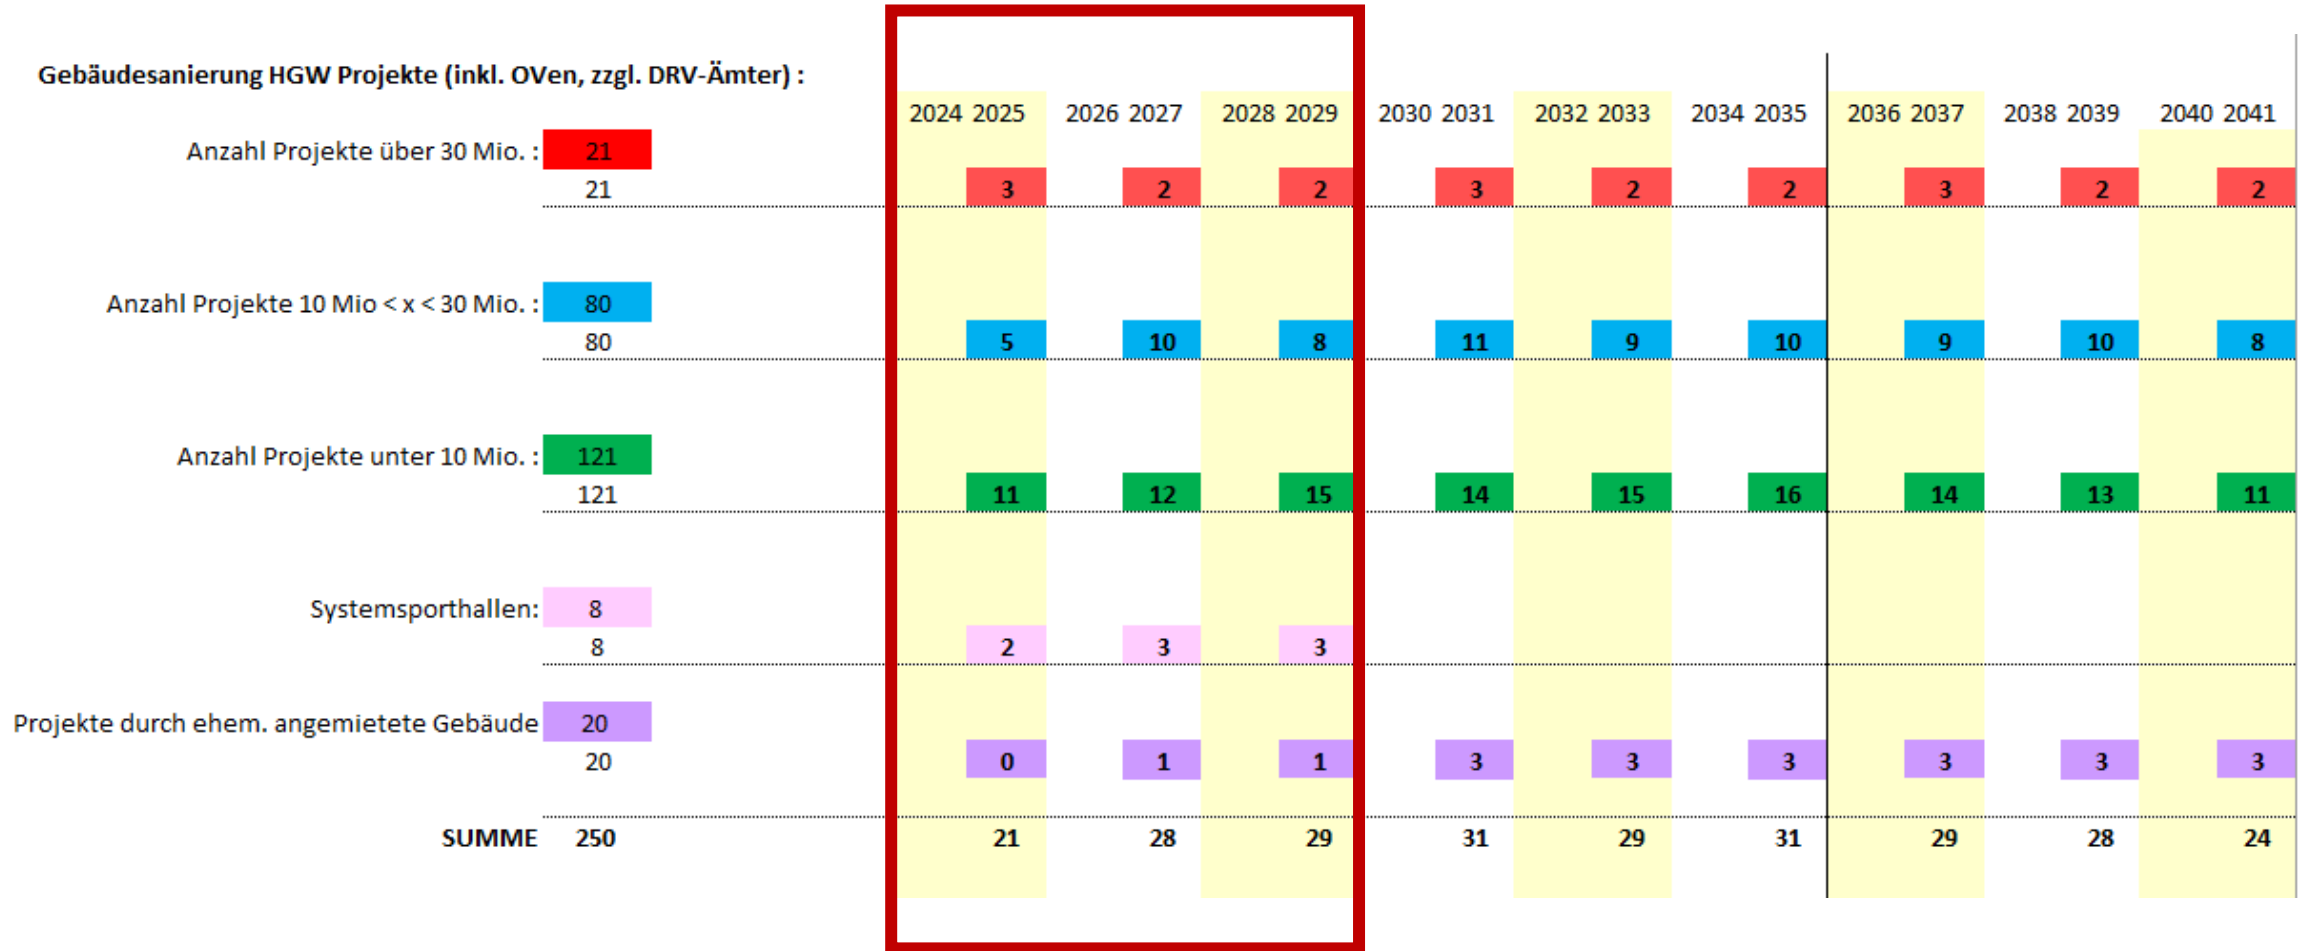 Gebäudesanierung HGW Projekte (inkl. OVen, zzgl. DRV-Ämter) :
2024 2025 2026 2027 2028 2029 2030 2031 2032 2033 2034 2035 2036 2037 2038 2039 2040 2041
Anzahl Projekte über 30 Mio. : 21
21 3 2 2 3 2 2 3 2 2
Anzahl Projekte 10 Mio < x < 30 Mio. : 80
80 5 10 8 11 9 10 9 10 8
Anzahl Projekte unter 10 Mio. : 121
121 11 12 15 14 15 16 14 13 11
Systemsporthallen: 8
8 2 3 3
Projekte durch ehem. angemietete Gebäude 20
20 0 1 1 3 3 3 3 3 3
SUMME 250 21 28 29 31 29 31 29 28 24